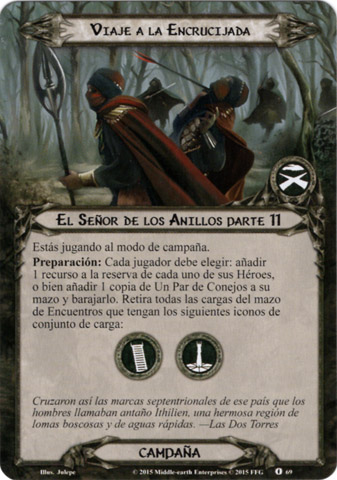 Viaje a la Encrucijada
El Señor de los Anillos parte 11
Estás jugando al modo de campaña.
Preparación: Cada jugador debe elegir: añadir
1 recurso a la reserva de cada uno de sus Héroes,
o bien añadir 1 copia de Un Par de Conejos a su
mazo y barajarlo. Retira todas las cargas del mazo
de Encuentros que tengan los siguientes iconos de
conjunto de carga:
Cruzaron así las marcas septentrionales de ese país que los
hombres llamaban antaño Ithilien, una hermosa región de
lomas boscosas y de aguas rápidas. —Las Dos Torres
CAMPAÑA
Illus. Julepe © 2015 Middle-earth Enterprises © 2015 FFG 69